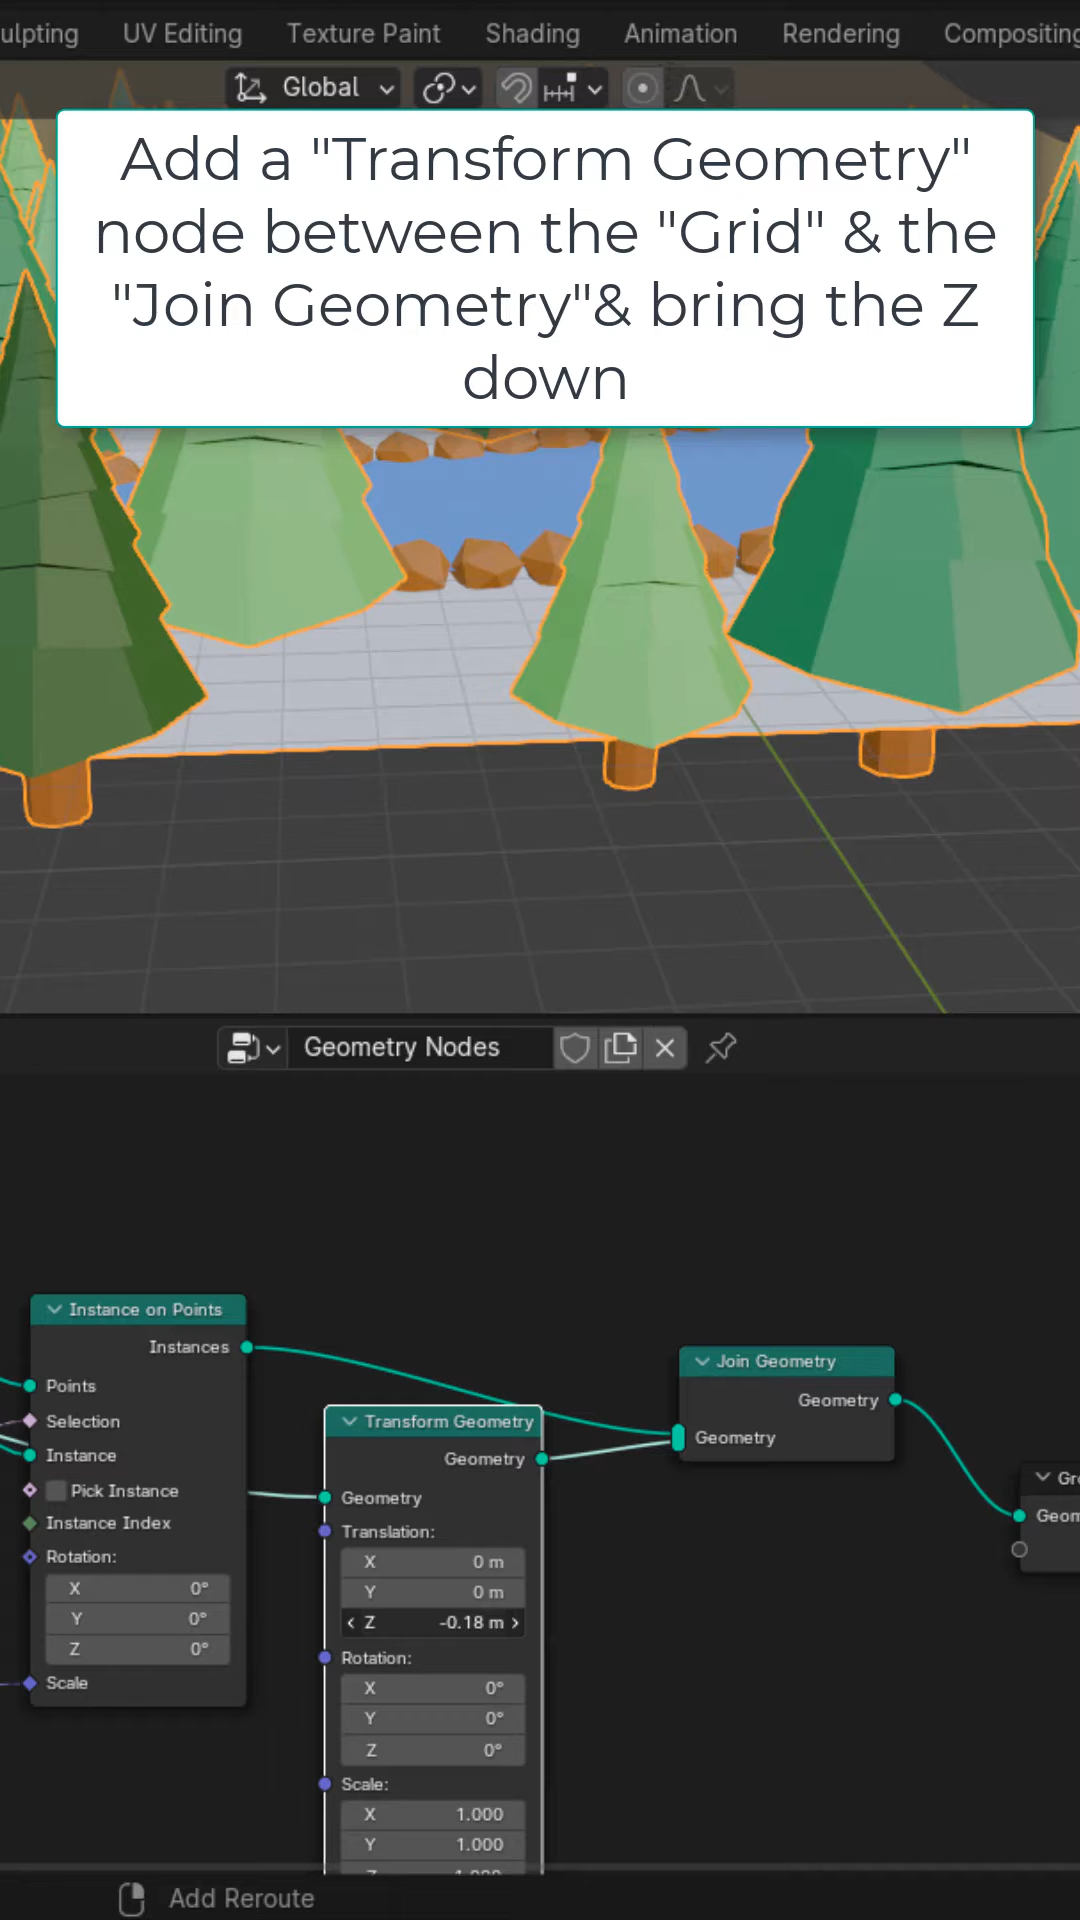 ulpting UV Editing Texture Paint Shading Animation Rendering Compositing
Global
Add a "Transform Geometry"
node between the "Grid" & the
"Join Geometry"& bring the Z
down
Geometry Nodes
Instance on Points
Instances
Points
Selection
Instance
Pick Instance
Instance Index
Rotation:
X 0°
Y 0°
Z 0°
Scale
Transform Geometry
Geometry
Geometry
Translation:
X 0 m
Y 0 m
Z -0.18 m
Rotation:
X 0°
Y 0°
Z 0°
Scale:
X 1.000
Y 1.000
Join Geometry
Geometry
Geometry
Gr
Geom
Add Reroute